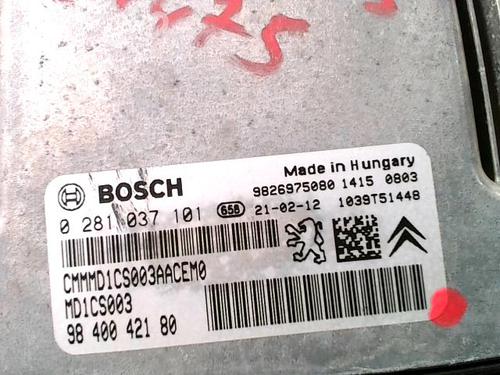 BOSCH
Made in Hungary
9826975080 1415 0803
0 281 037 101 658 21-02-12 1039T51448
CMMMD1CS003AACEM0
MD1CS003
98 400 421 80